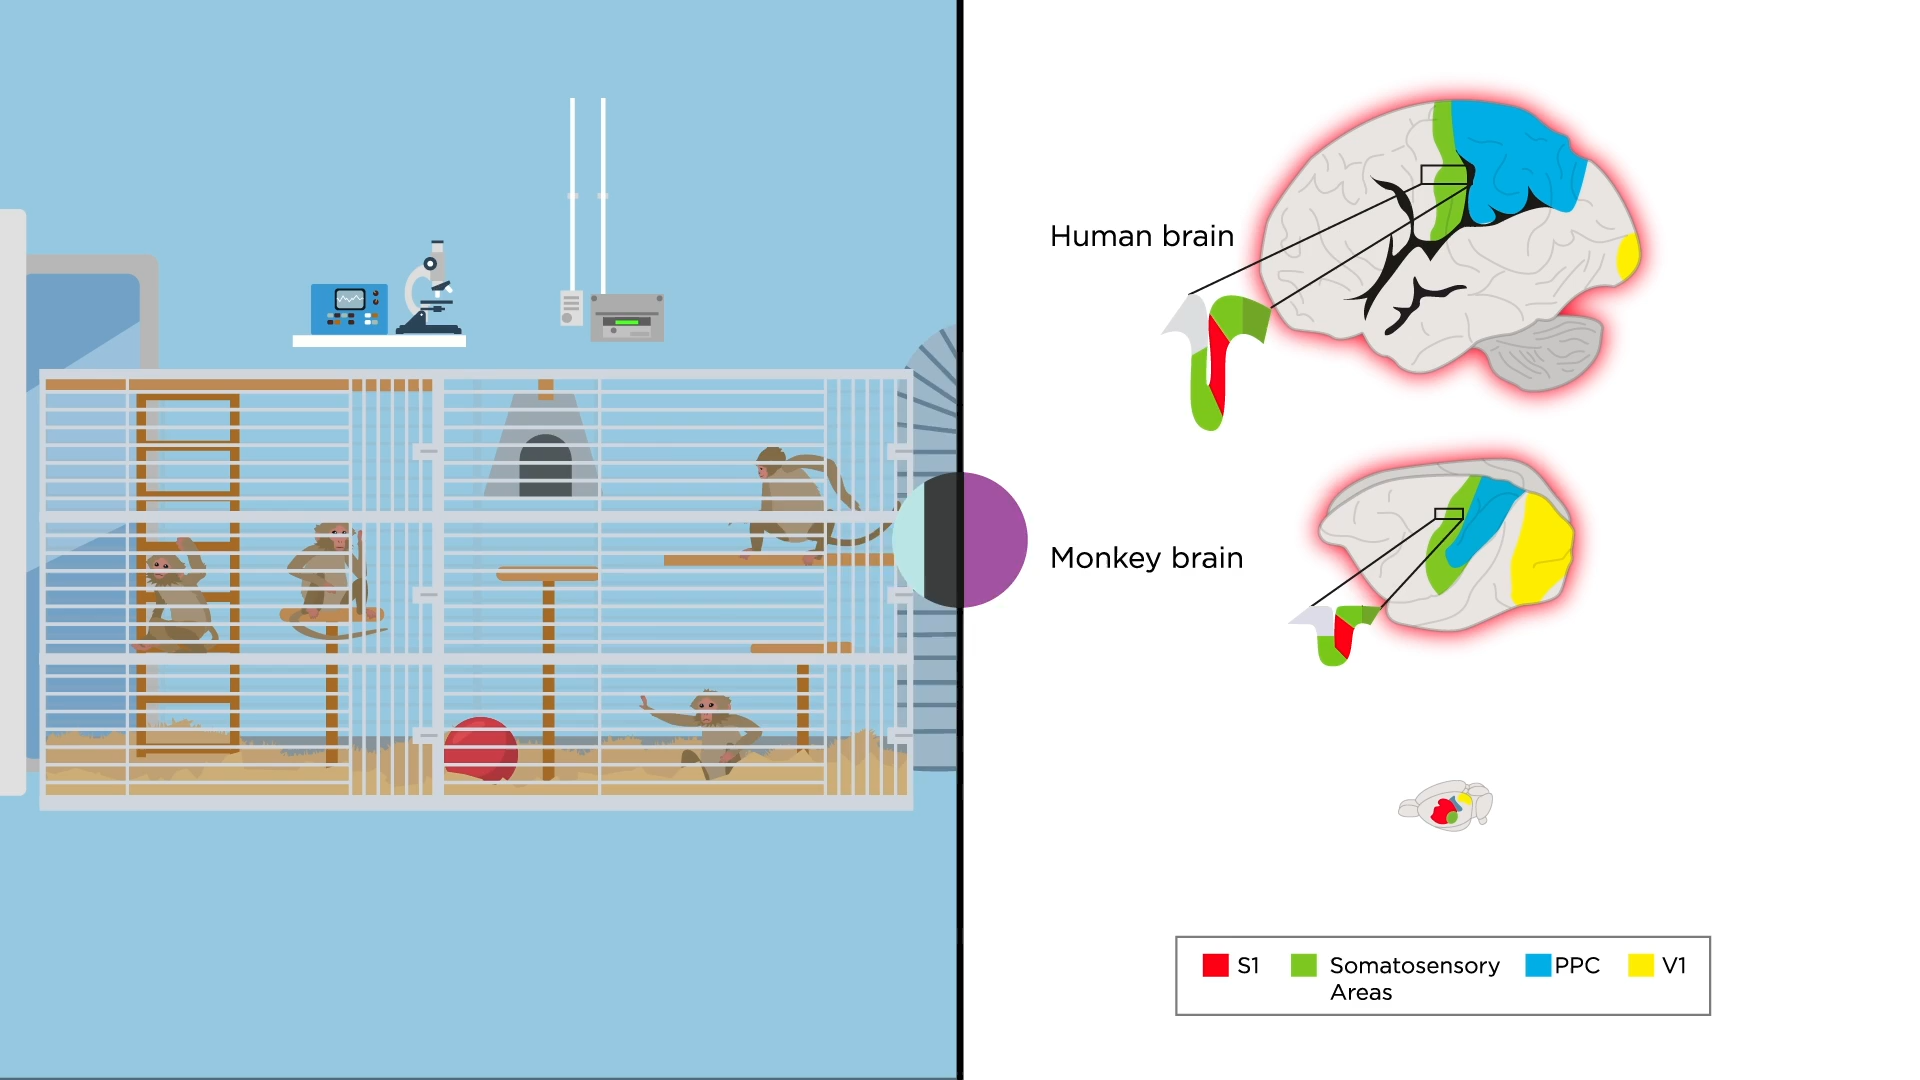 Human brain
Monkey brain
S1
Somatosensory
Areas
PPC
V1